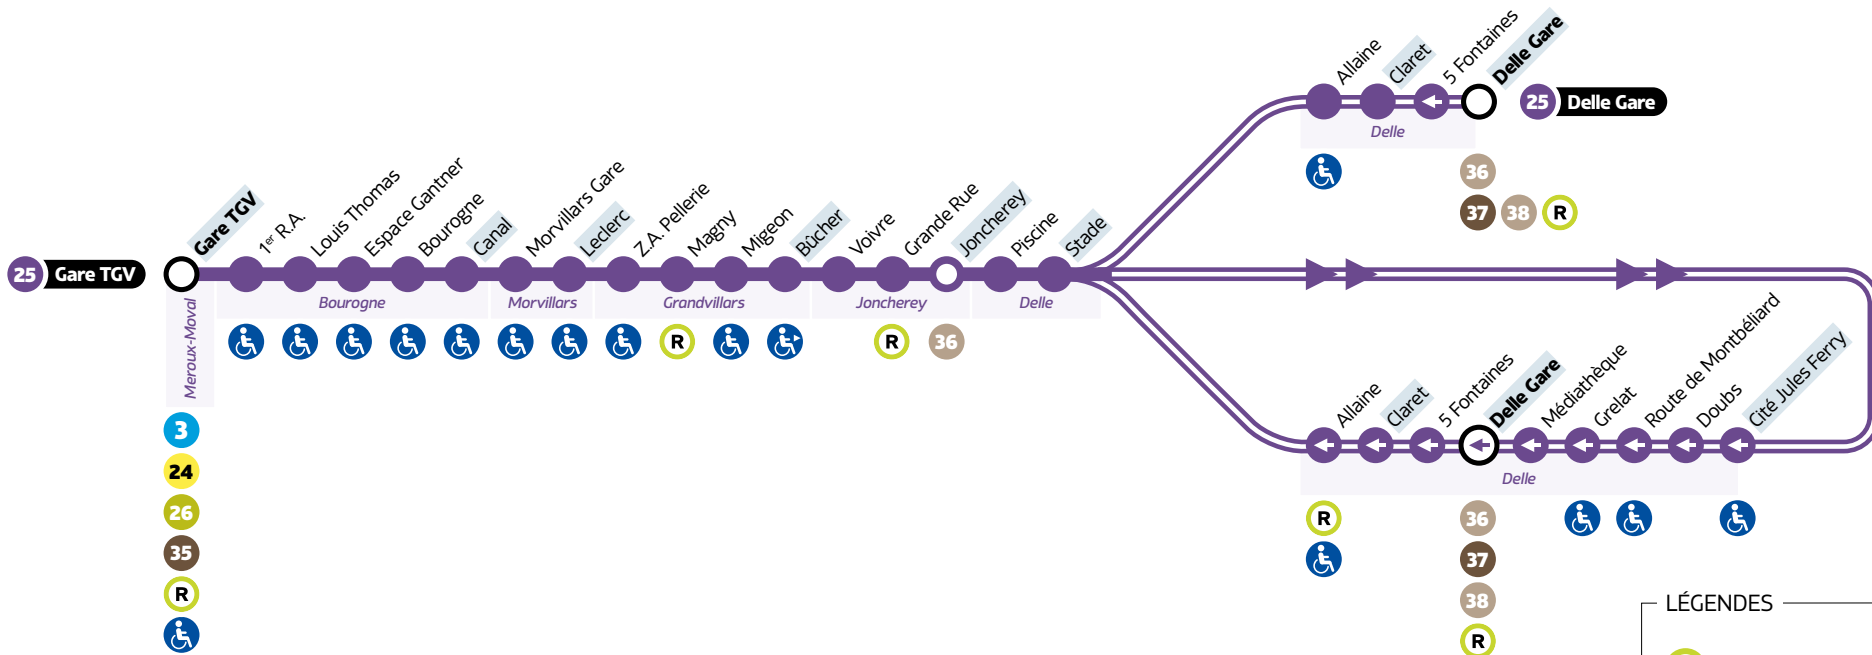 Allaine
Claret
5 Fontaines
Delle Gare
25 Delle Gare
Delle
36
37 38 R
25 Gare TGV
Gare TGV
1er R.A.
Louis Thomas
Espace Gantner
Bourogne
Canal
Morvillars Gare
Leclerc
Z.A. Pellerie
Magny
Migeon
Bûcher
Voivre
Grande Rue
Joncherey
Piscine
Stade
Meroux-Moval
Bourogne
Morvillars
Grandvillars
Joncherey
Delle
R
R
36
3
24
26
35
R
Allaine
Claret
5 Fontaines
Delle Gare
Médiathèque
Grelat
Route de Montbéliard
Doubs
Cité Jules Ferry
Delle
R
36
37
38
R
LÉGENDES